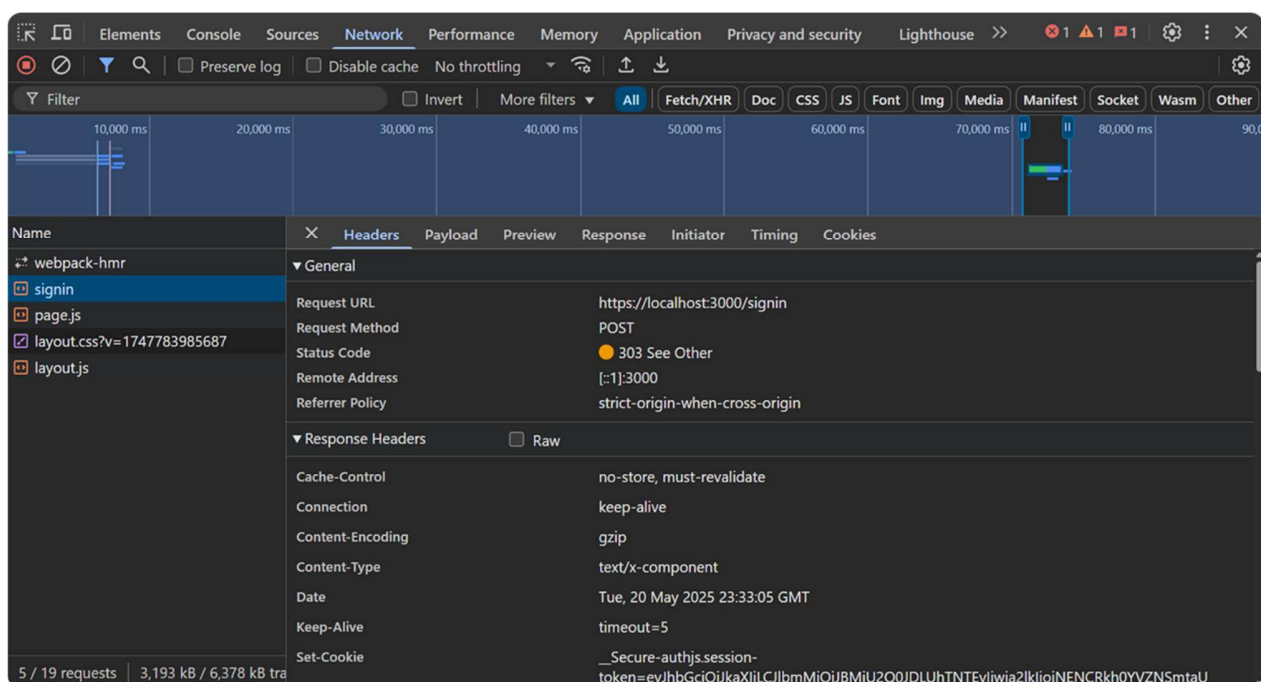 Elements Console Sources Network Performance Memory Application Privacy and security Lighthouse 1 1 1
Preserve log Disable cache No throttling
Filter Invert More filters All Fetch/XHR Doc CSS JS Font Img Media Manifest Socket Wasm Other
10,000 ms 20,000 ms 30,000 ms 40,000 ms 50,000 ms 60,000 ms 70,000 ms 80,000 ms 90,0
Name
Headers Payload Preview Response Initiator Timing Cookies
webpack-hmr
signin
page.js
layout.css?v=1747783985687
layout.js
General
Request URL https://localhost:3000/signin
Request Method POST
Status Code 303 See Other
Remote Address [::1]:3000
Referrer Policy strict-origin-when-cross-origin
Response Headers Raw
Cache-Control no-store, must-revalidate
Connection keep-alive
Content-Encoding gzip
Content-Type text/x-component
Date Tue, 20 May 2025 23:33:05 GMT
Keep-Alive timeout=5
Set-Cookie __Secure-authjs.session-
5 / 19 requests 3,193 kB / 6,378 kB tra